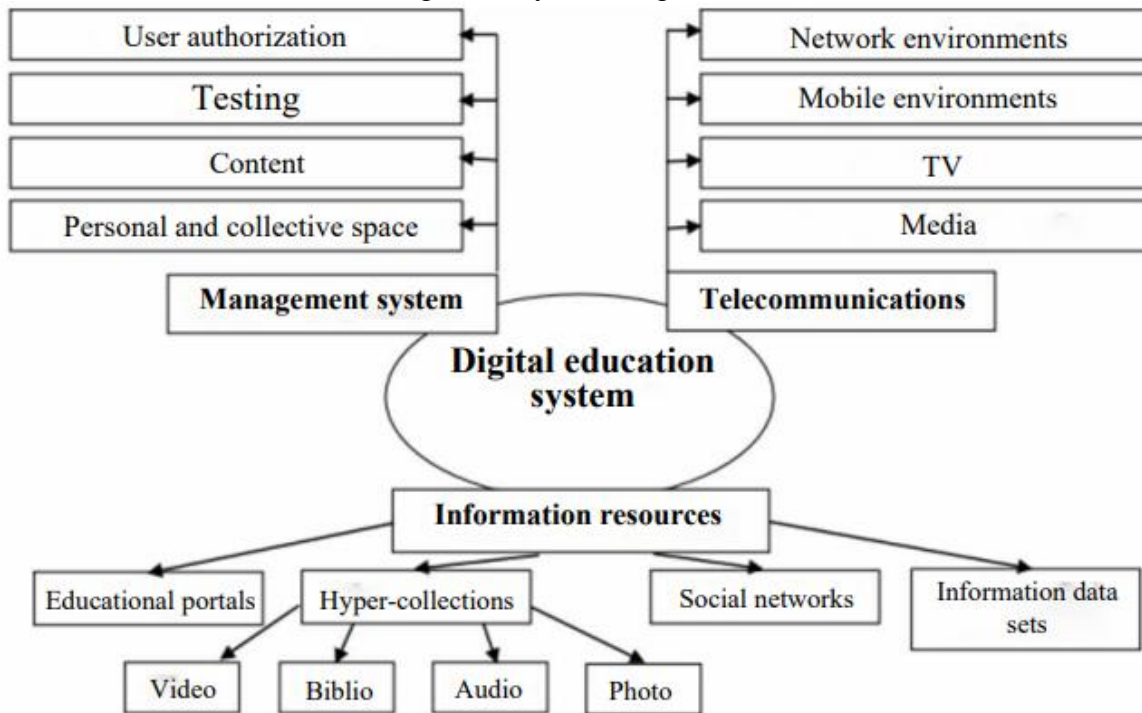 User authorization
Testing
Content
Personal and collective space
Network environments
Mobile environments
TV
Media
Management system
Telecommunications
Digital education
system
Information resources
Educational portals
Hyper-collections
Social networks
Information data
sets
Video
Biblio
Audio
Photo